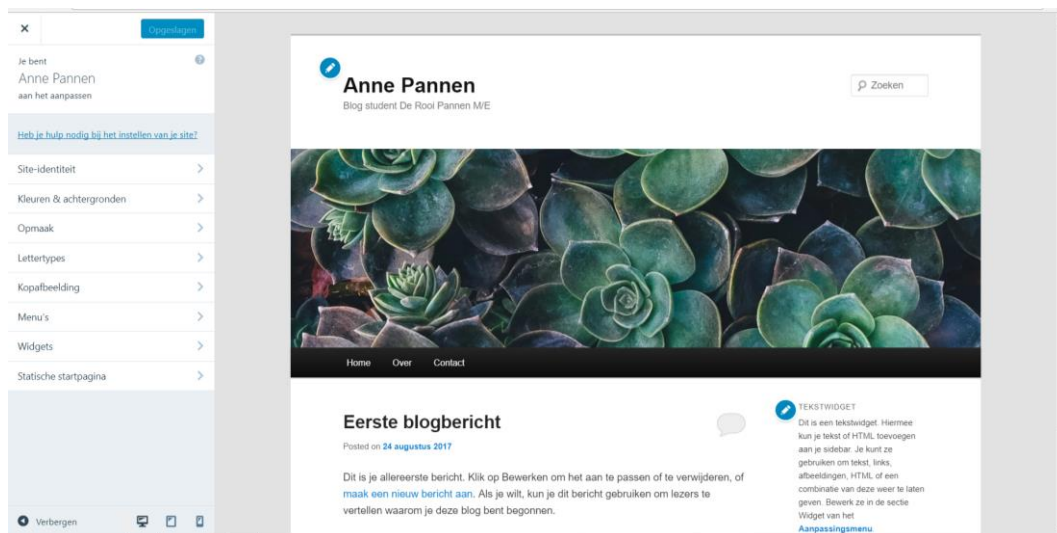 Opgeslagen
Je bent
Anne Pannen
aan het aanpassen
Heb je hulp nodig bij het instellen van je site?
Site-identiteit
Kleuren & achtergronden
Opmaak
Lettertypes
Kopafbeelding
Menu's
Widgets
Statische startpagina
Verbergen
Anne Pannen
Blog student De Rooi Pannen M/E
Zoeken
Home Over Contact
Eerste blogbericht
Posted on 24 augustus 2017
Dit is je allereerste bericht. Klik op Bewerken om het aan te passen of te verwijderen, of
maak een nieuw bericht aan. Als je wilt, kun je dit bericht gebruiken om lezers te
vertellen waarom je deze blog bent begonnen.
TEKSTWIDGET
Dit is een tekstwidget. Hiermee
kun je tekst of HTML toevoegen
aan je sidebar. Je kunt ze
gebruiken om tekst, links,
afbeeldingen, HTML of een
combinatie van deze weer te laten
geven. Bewerk ze in de sectie
Widget van het
Aanpassingsmenu.